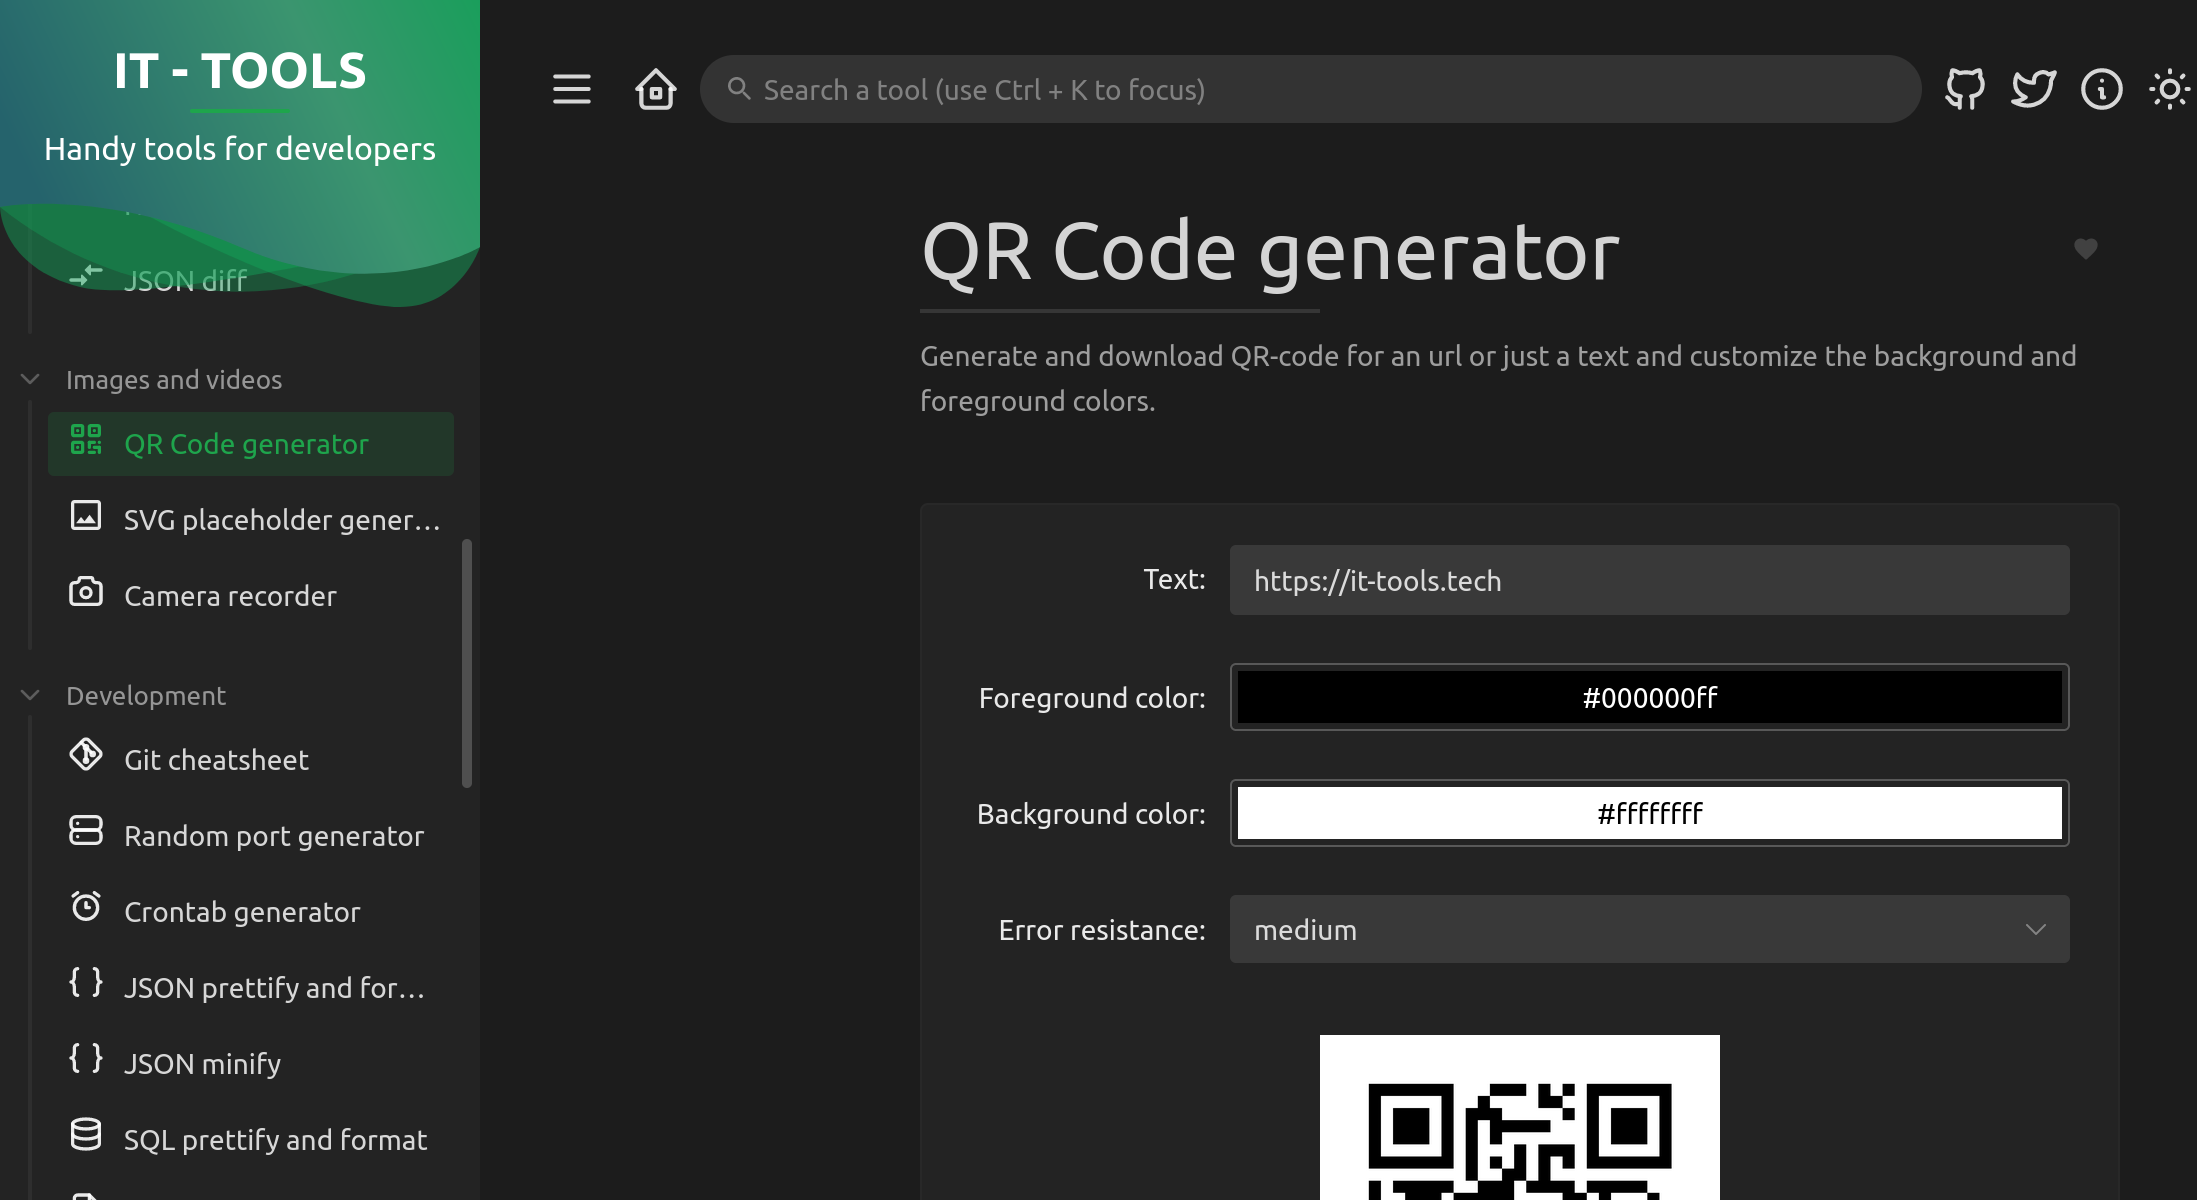 IT - TOOLS
Handy tools for developers
JSON diff
Images and videos
QR Code generator
SVG placeholder gener...
Camera recorder
Development
Git cheatsheet
Random port generator
Crontab generator
JSON prettify and for...
JSON minify
SQL prettify and format
Search a tool (use Ctrl + K to focus)
QR Code generator
Generate and download QR-code for an url or just a text and customize the background and
foreground colors.
Text: https://it-tools.tech
Foreground color: #000000ff
Background color: #ffffffff
Error resistance: medium